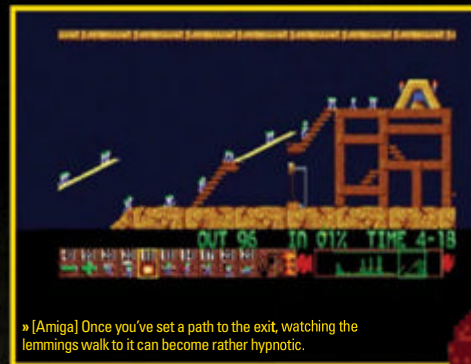 OUT 96 IN 01% TIME 4-18
» [Amiga] Once you've set a path to the exit, watching the
lemmings walk to it can become rather hypnotic.